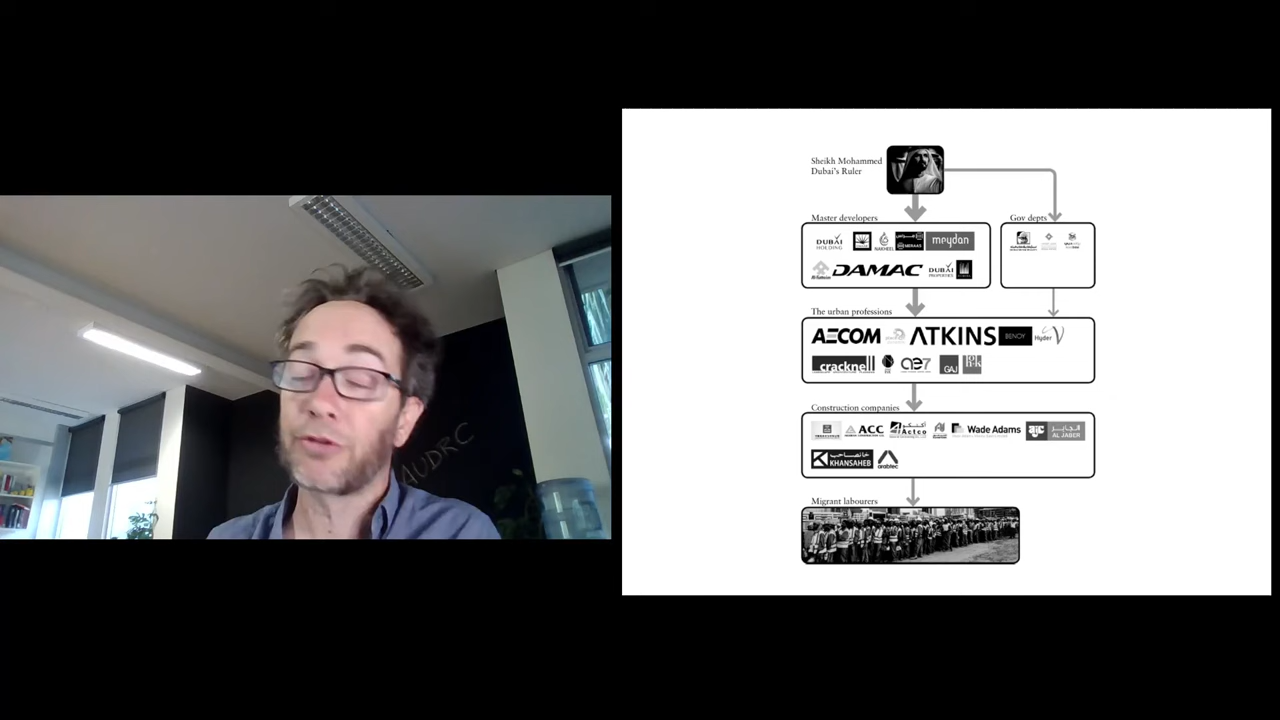 AUDRC
Sheikh Mohammed
Dubai's Ruler
Master developers
Gov depts
DUBAI
HOLDING
NAKHEEL
MERAAS
meydan
DAMAC
DUBAI
PROPERTIES
The urban professions
AECOM
ATKINS
BENOY
Hyder
cracknell
ae7
GAJ
Construction companies
ACC
Actco
Wade Adams
الجابر
AL JABER
KHANSAHEB
arabtec
Migrant labourers